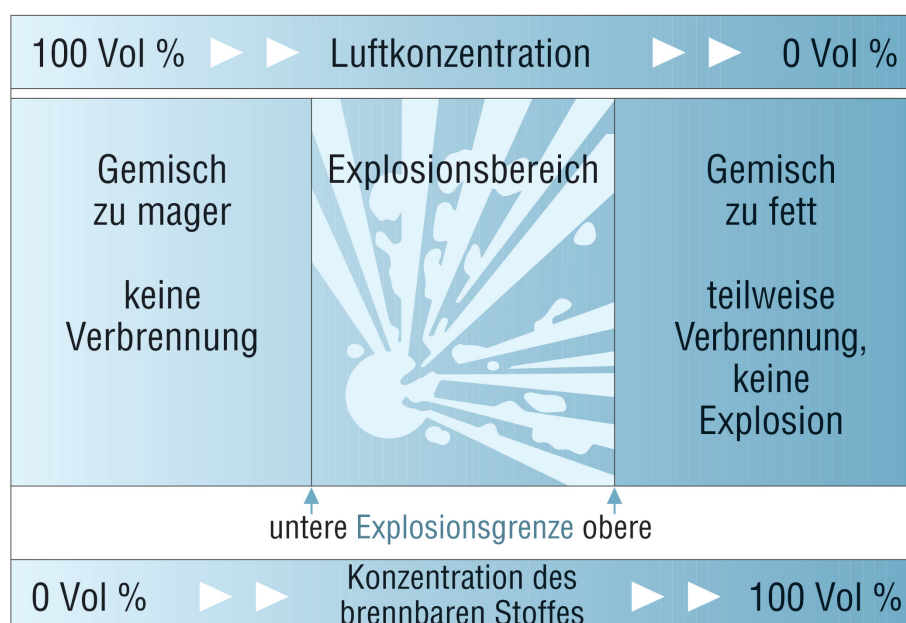 100 Vol % Luftkonzentration 0 Vol %
Gemisch
zu mager
keine
Verbrennung
Explosionsbereich
Gemisch
zu fett
teilweise
Verbrennung,
keine
Explosion
untere Explosionsgrenze obere
0 Vol % Konzentration des
brennbaren Stoffes 100 Vol %